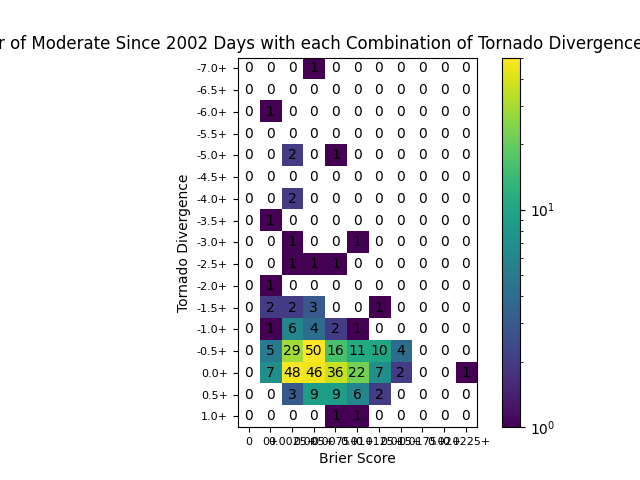 r of Moderate Since 2002 Days with each Combination of Tornado Divergence
-7.0+ 0 0 0 1 0 0 0 0 0 0 0
-6.5+ 0 0 0 0 0 0 0 0 0 0 0
-6.0+ 0 1 0 0 0 0 0 0 0 0 0
-5.5+ 0 0 0 0 0 0 0 0 0 0 0
-5.0+ 0 0 2 0 1 0 0 0 0 0 0
-4.5+ 0 0 0 0 0 0 0 0 0 0 0
-4.0+ 0 0 2 0 0 0 0 0 0 0 0
-3.5+ 0 1 0 0 0 0 0 0 0 0 0
-3.0+ 0 0 1 0 0 1 0 0 0 0 0
-2.5+ 0 0 1 1 1 0 0 0 0 0 0
-2.0+ 0 1 0 0 0 0 0 0 0 0 0
-1.5+ 0 2 2 3 0 0 1 0 0 0 0
-1.0+ 0 1 6 4 2 1 0 0 0 0 0
-0.5+ 0 5 29 50 16 11 10 4 0 0 0
0.0+ 0 7 48 46 36 22 7 2 0 0 1
0.5+ 0 0 3 9 9 6 2 0 0 0 0
1.0+ 0 0 0 0 1 1 0 0 0 0 0
0
Brier Score
Tornado Divergence
10¹
10⁰